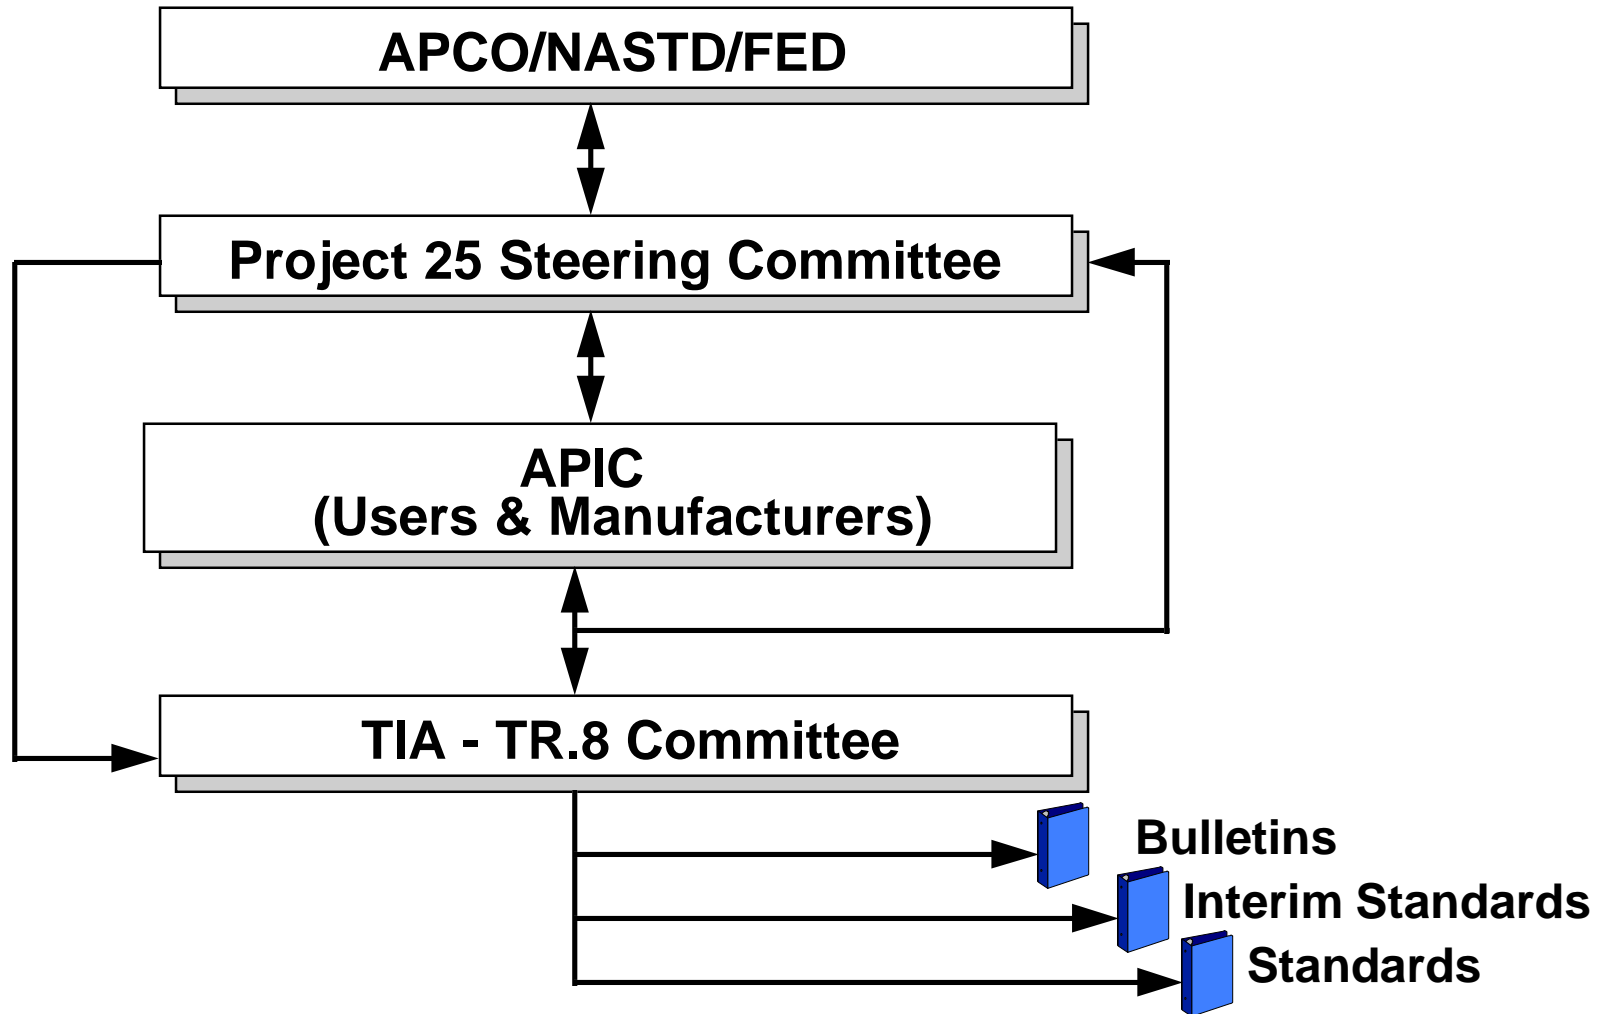 APCO/NASTD/FED
Project 25 Steering Committee
APIC
(Users & Manufacturers)
TIA - TR.8 Committee
Bulletins
Interim Standards
Standards